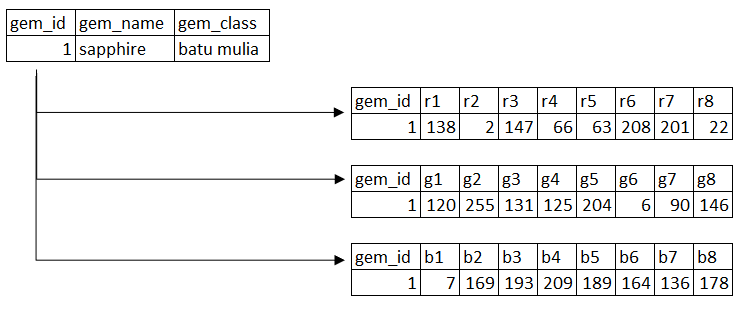 gem_id gem_name gem_class
1 sapphire batu mulia
gem_id r1 r2 r3 r4 r5 r6 r7 r8
1 138 2 147 66 63 208 201 22
gem_id g1 g2 g3 g4 g5 g6 g7 g8
1 120 255 131 125 204 6 90 146
gem_id b1 b2 b3 b4 b5 b6 b7 b8
1 7 169 193 209 189 164 136 178